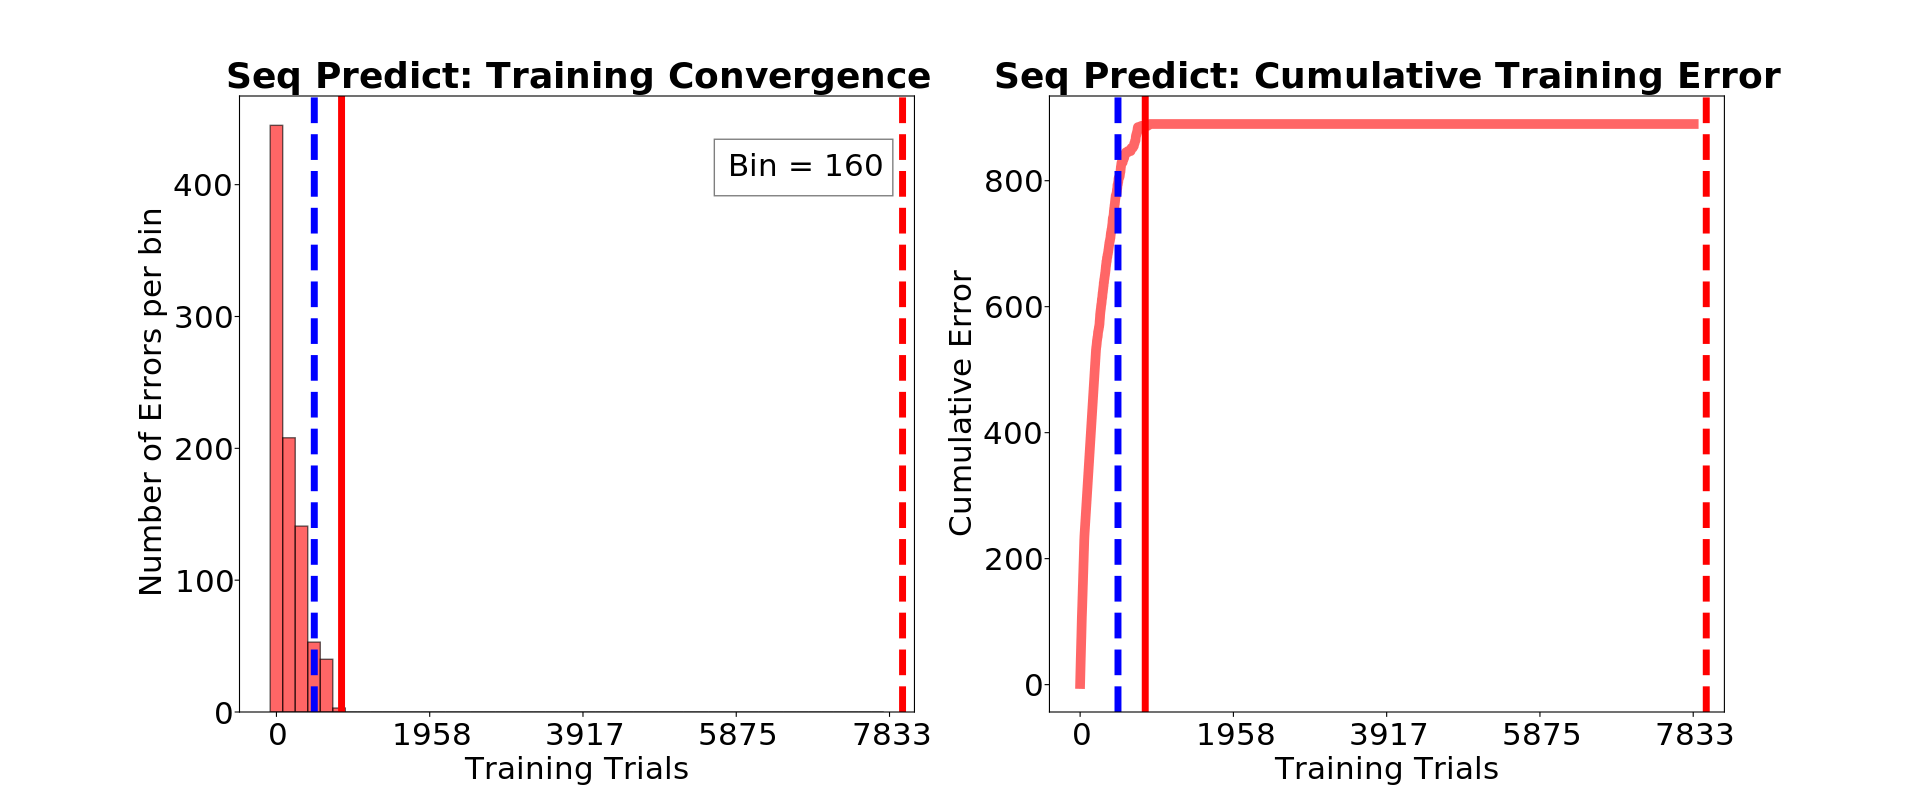 Seq Predict: Training Convergence
Bin = 160
400
300
200
100
0
Number of Errors per bin
0 1958 3917 5875 7833
Training Trials
Seq Predict: Cumulative Training Error
800
600
400
200
0
Cumulative Error
0 1958 3917 5875 7833
Training Trials